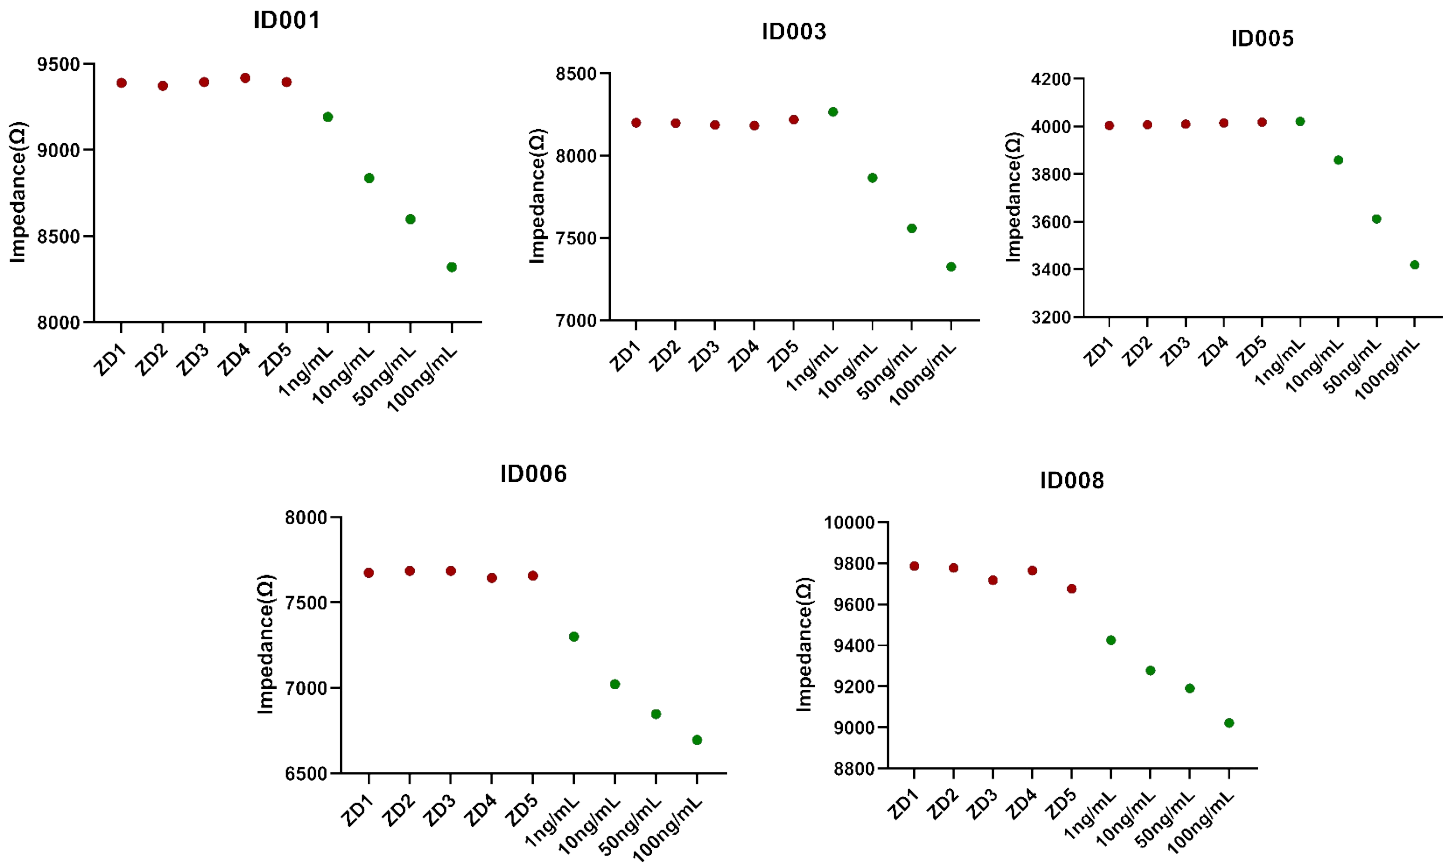 ID001
Impedance(Ω)
9500
9000
8500
8000
ZD1
ZD2
ZD3
ZD4
ZD5
1ng/mL
10ng/mL
50ng/mL
100ng/mL
ID003
Impedance(Ω)
8500
8000
7500
7000
ZD1
ZD2
ZD3
ZD4
ZD5
1ng/mL
10ng/mL
50ng/mL
100ng/mL
ID005
Impedance(Ω)
4200
4000
3800
3600
3400
3200
ZD1
ZD2
ZD3
ZD4
ZD5
1ng/mL
10ng/mL
50ng/mL
100ng/mL
ID006
Impedance(Ω)
8000
7500
7000
6500
ZD1
ZD2
ZD3
ZD4
ZD5
1ng/mL
10ng/mL
50ng/mL
100ng/mL
ID008
Impedance(Ω)
10000
9800
9600
9400
9200
9000
8800
ZD1
ZD2
ZD3
ZD4
ZD5
1ng/mL
10ng/mL
50ng/mL
100ng/mL